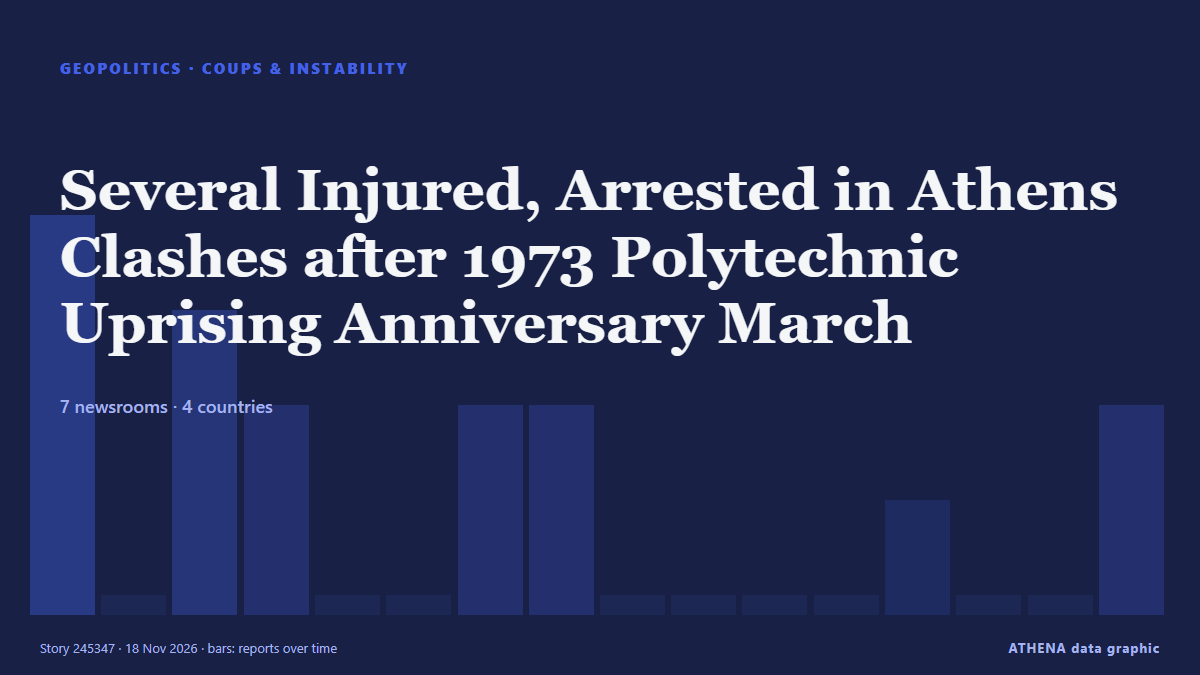 GEOPOLITICS · COUPS & INSTABILITY
Several Injured, Arrested in Athens
Clashes after 1973 Polytechnic
Uprising Anniversary March
7 newsrooms · 4 countries
Story 245347 · 18 Nov 2026 · bars: reports over time
ATHENA data graphic